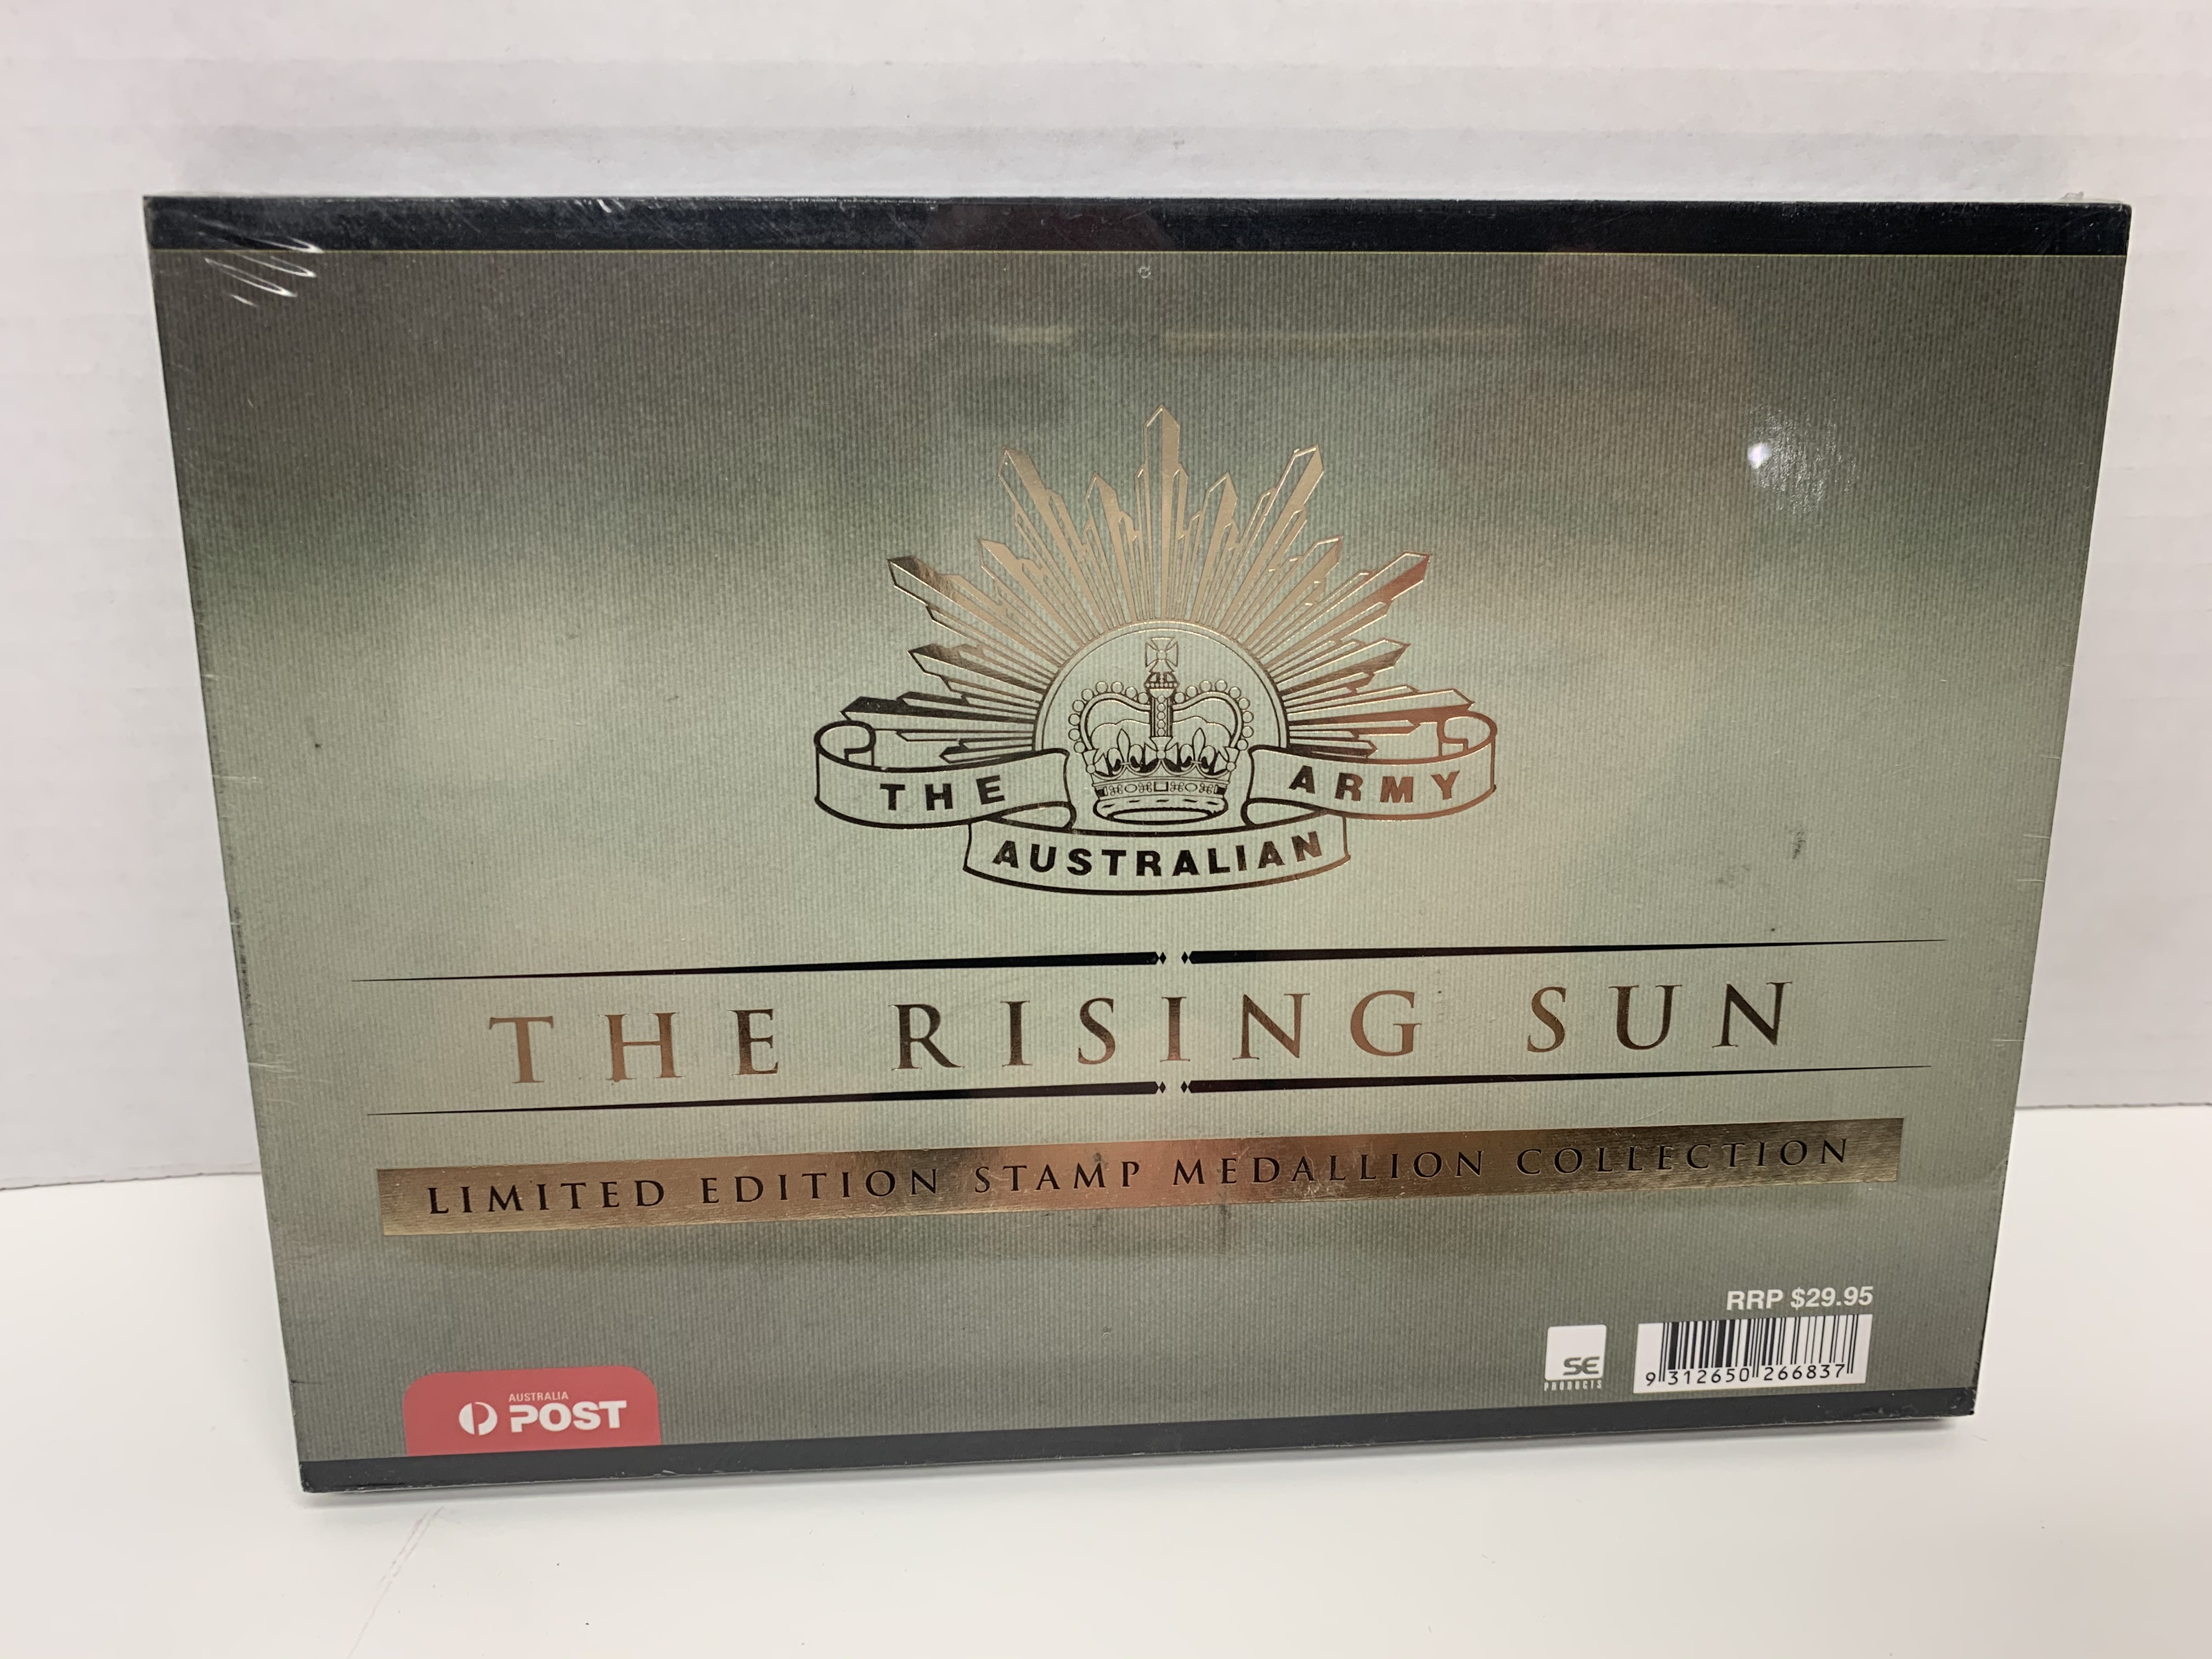 THE ARMY
AUSTRALIAN
THE RISING SUN
LIMITED EDITION STAMP MEDALLION COLLECTION
RRP $29.95
SE
PRODUCTS
9 312650 266837
AUSTRALIA
POST